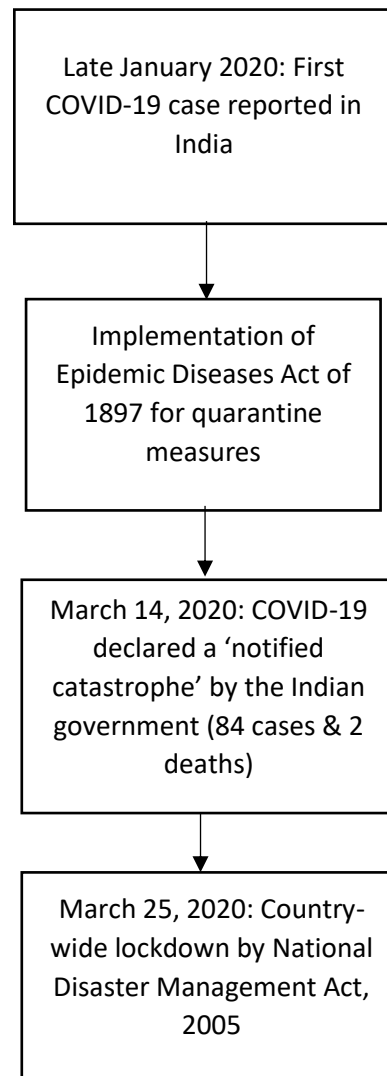 Late January 2020: First
COVID-19 case reported in
India
Implementation of
Epidemic Diseases Act of
1897 for quarantine
measures
March 14, 2020: COVID-19
declared a ‘notified
catastrophe’ by the Indian
government (84 cases & 2
deaths)
March 25, 2020: Country-
wide lockdown by National
Disaster Management Act,
2005